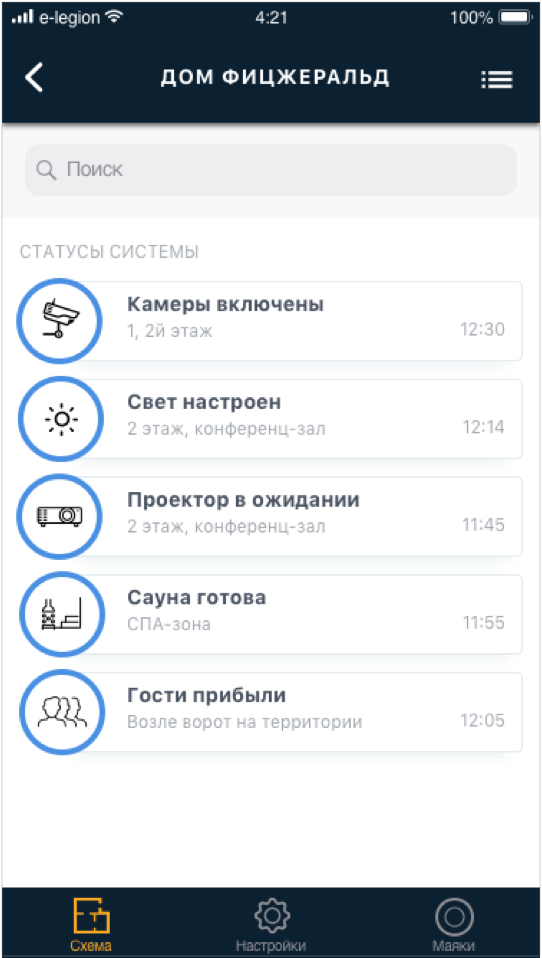 e-legion 4:21 100%
ДОМ ФИЦЖЕРАЛЬД
Поиск
СТАТУСЫ СИСТЕМЫ
Камеры включены
1, 2й этаж 12:30
Свет настроен
2 этаж, конференц-зал 12:14
Проектор в ожидании
2 этаж, конференц-зал 11:45
Сауна готова
СПА-зона 11:55
Гости прибыли
Возле ворот на территории 12:05
Схема Настройки Маяки